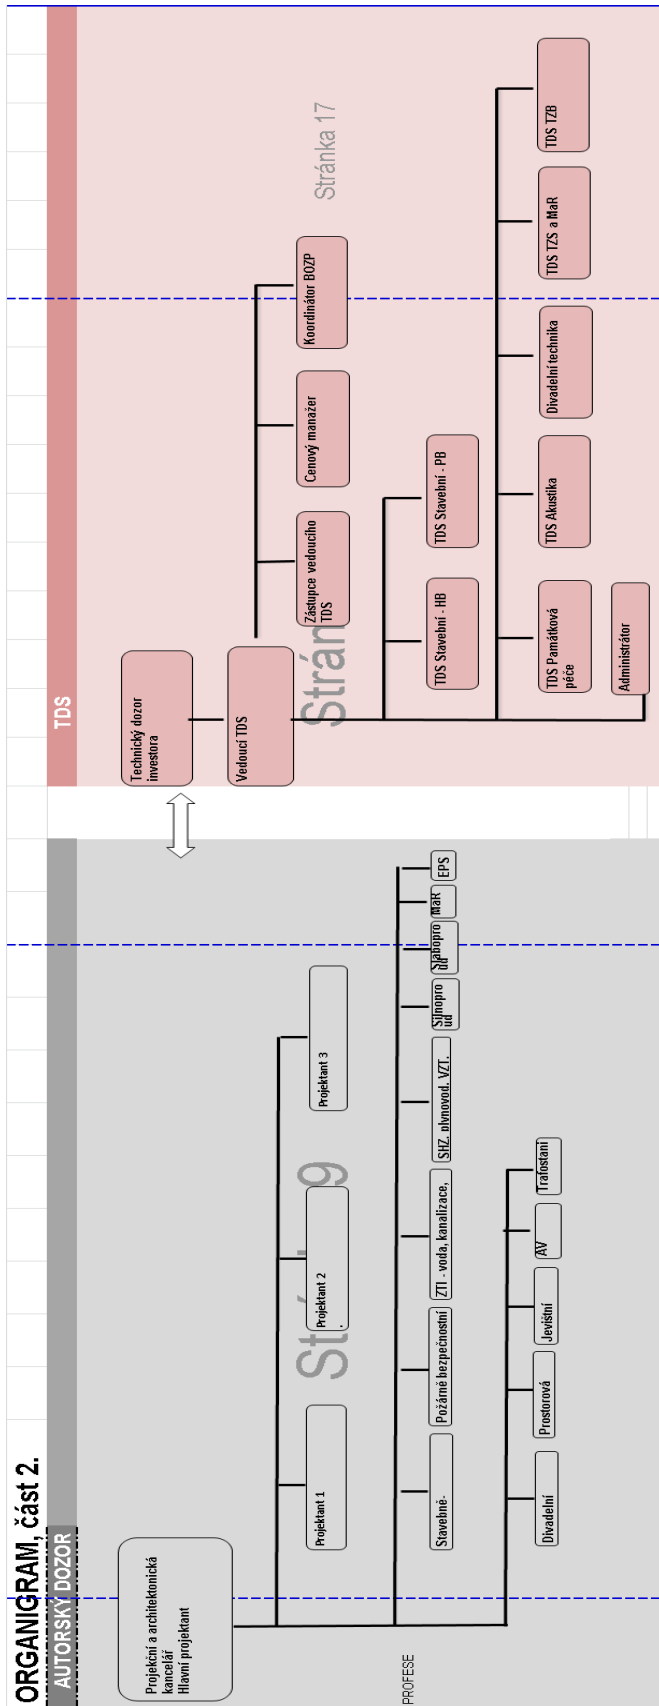 ORGANIGRAM, část 2.
AUTORSKÝ DOZOR
TDS
Projekční a architektonická
kancelář
Hlavní projektant
Projektant 1
Projektant 2
.
Projektant 3
PROFESE
Stavebně-
Požárně bezpečnostní
ZTI - voda, kanalizace,
SHZ, plynovod, VZT.
Silnopro
ud
Slabopro
ud
MaR
EPS
Divadelní
Prostorová
Jevištní
AV
Trafostani
Technický dozor
investora
Vedoucí TDS
Zástupce vedoucího
TDS
Cenový manažer
Koordinátor BOZP
TDS Stavební - HB
TDS Stavební - PB
TDS Památková
péče
TDS Akustika
Divadelní technika
TDS TZS a MaR
TDS TZB
Administrátor
Stránka 17